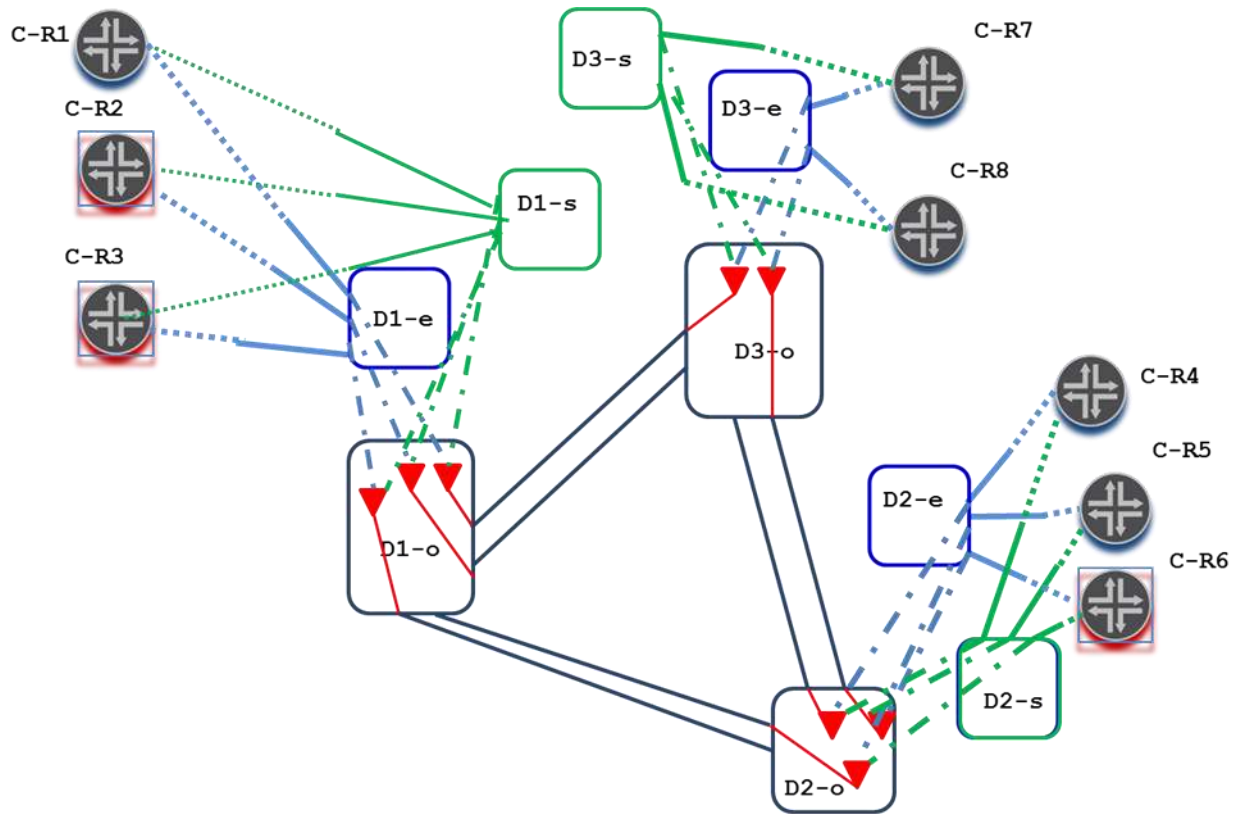 C-R1
D3-s
C-R7
C-R2
D3-e
C-R8
D1-s
C-R3
D1-e
D3-o
C-R4
C-R5
D2-e
D1-o
C-R6
D2-s
D2-o